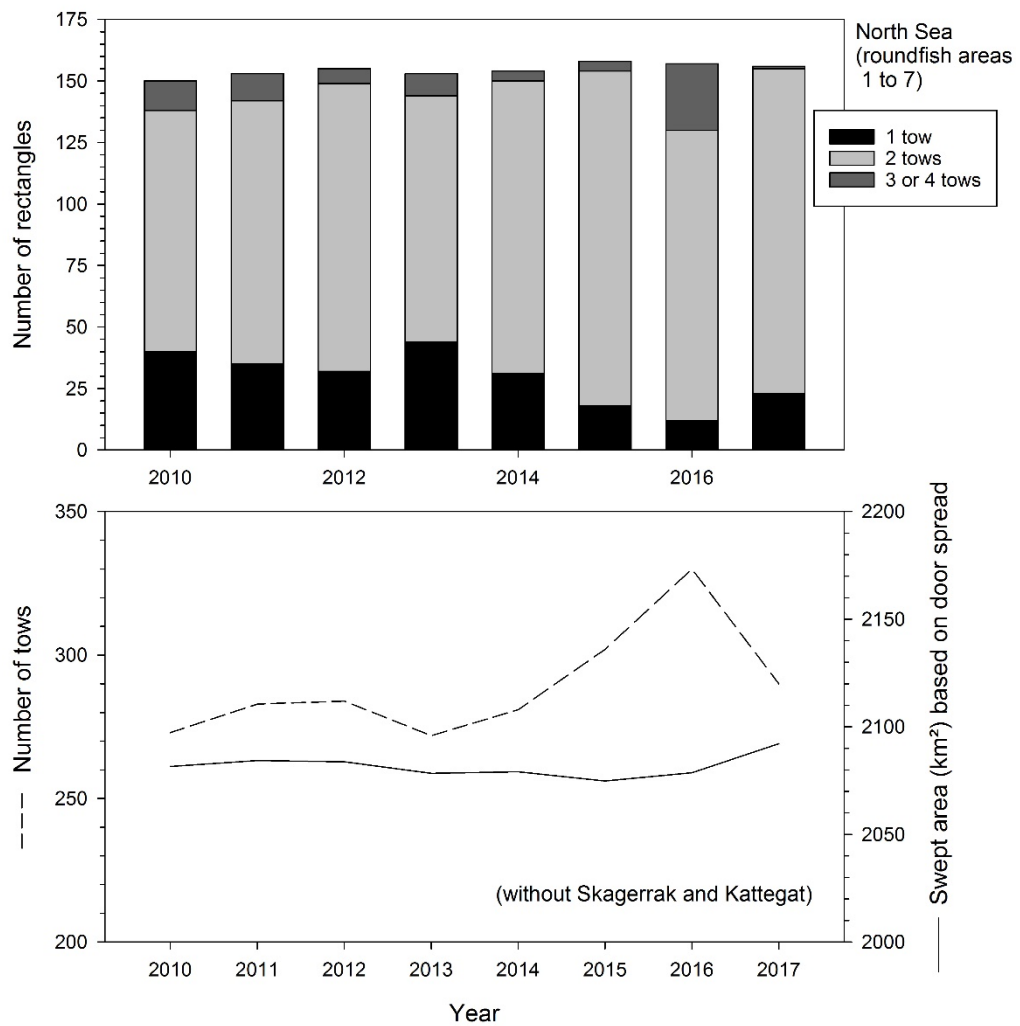 175
150
125
100
75
50
25
0
Number of rectangles
2010
2012
2014
2016
North Sea
(roundfish areas
1 to 7)
1 tow
2 tows
3 or 4 tows
350
300
250
200
Number of tows
2200
2150
2100
2050
2000
Swept area (km²) based on door spread
(without Skagerrak and Kattegat)
2010
2011
2012
2013
2014
2015
2016
2017
Year